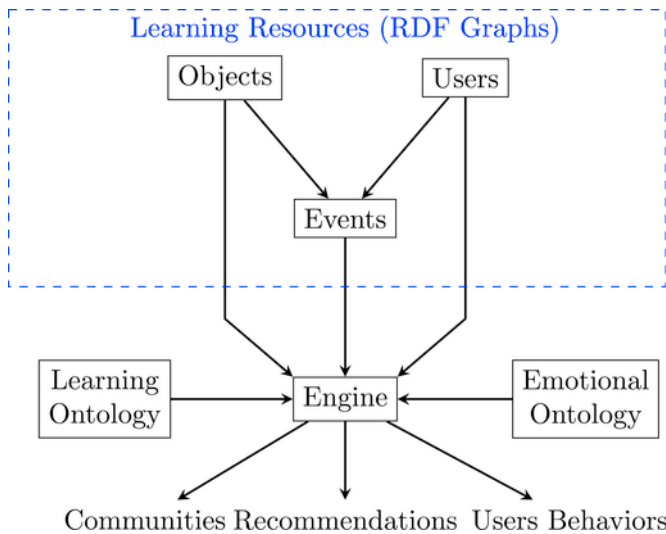 Learning Resources (RDF Graphs)
Objects
Users
Events
Learning
Ontology
Engine
Emotional
Ontology
Communities
Recommendations
Users Behaviors